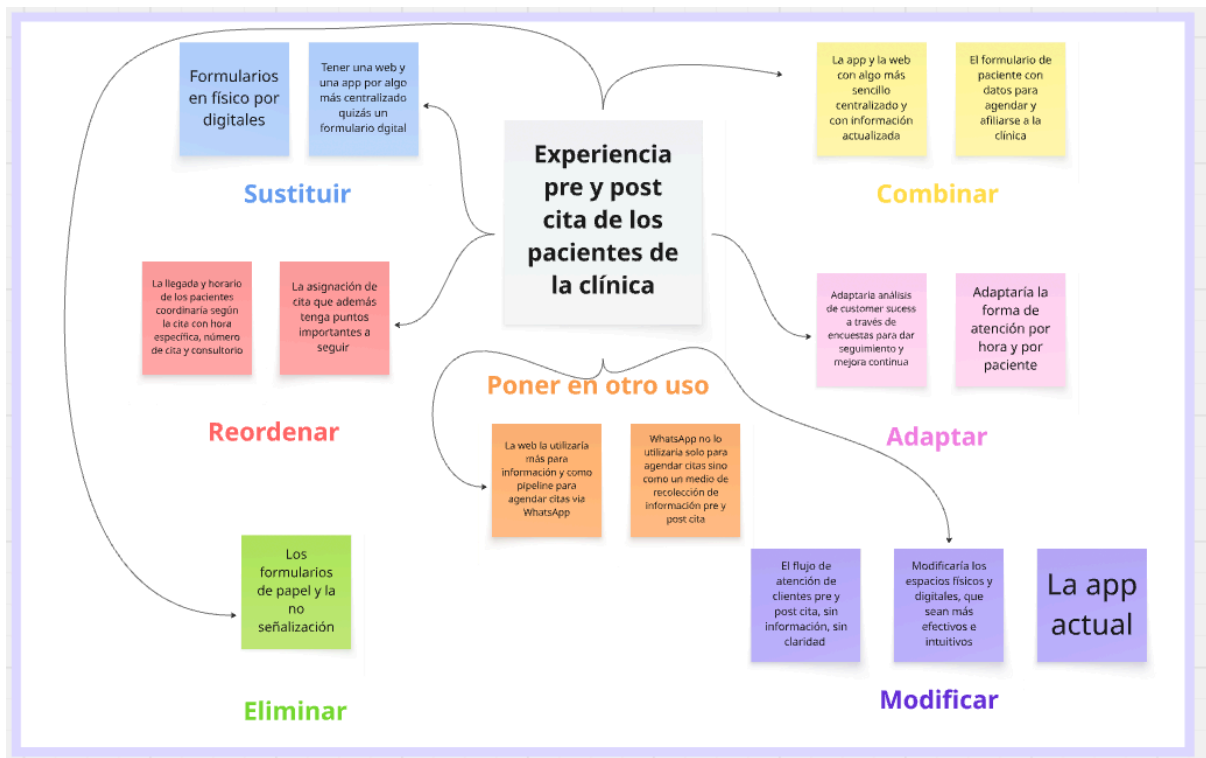 Formularios
en físico por
digitales
Tener una web y
una app por algo
más centralizado
quizás un
formulario dgital
Sustituir
Experiencia
pre y post
cita de los
pacientes de
la clínica
La app y la web
con algo más
sencillo
centralizado y
con información
actualizada
El formulario de
paciente con
datos para
agendar y
afiliarse a la
clínica
Combinar
La llegada y horario
de los pacientes
coordinaría según
la cita con hora
específica, número
de cita y consultorio
La asignación de
cita que además
tenga puntos
importantes a
seguir
Reordenar
Adaptaría análisis
de customer sucess
a través de
encuestas para dar
seguimiento y
mejora continua
Adaptaría la
forma de
atención por
hora y por
paciente
Adaptar
Poner en otro uso
La web la utilizaría
más para
información y como
pipeline para
agendar citas via
WhatsApp
WhatsApp no lo
utilizaria solo para
agendar citas sino
como un medio de
recolección de
información pre y
post cita
Los
formularios
de papel y la
no
señalización
Eliminar
El flujo de
atención de
clientes pre y
post cita, sin
información, sin
claridad
Modificaría los
espacios físicos y
digitales, que
sean más
efectivos e
intuitivos
La app
actual
Modificar